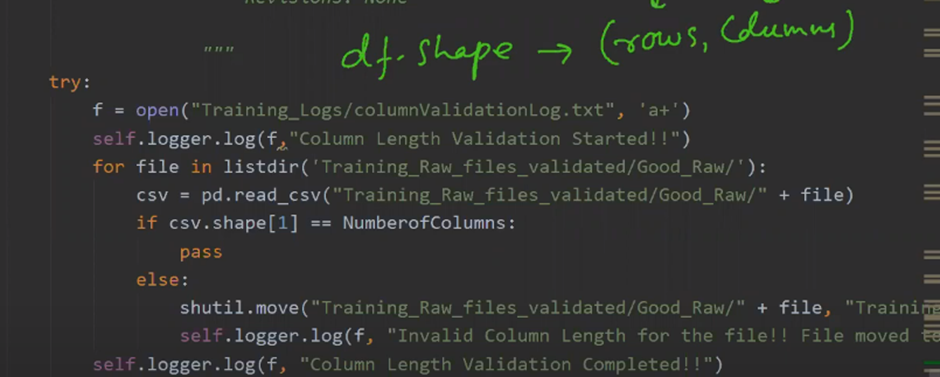 Revisions: None
df.shape → (rows, Columns)
"""
try:
f = open("Training_Logs/columnValidationLog.txt", 'a+')
self.logger.log(f,"Column Length Validation Started!!")
for file in listdir('Training_Raw_files_validated/Good_Raw/'):
csv = pd.read_csv("Training_Raw_files_validated/Good_Raw/" + file)
if csv.shape[1] == NumberofColumns:
pass
else:
shutil.move("Training_Raw_files_validated/Good_Raw/" + file, "Training
self.logger.log(f, "Invalid Column Length for the file!! File moved to
self.logger.log(f, "Column Length Validation Completed!!")